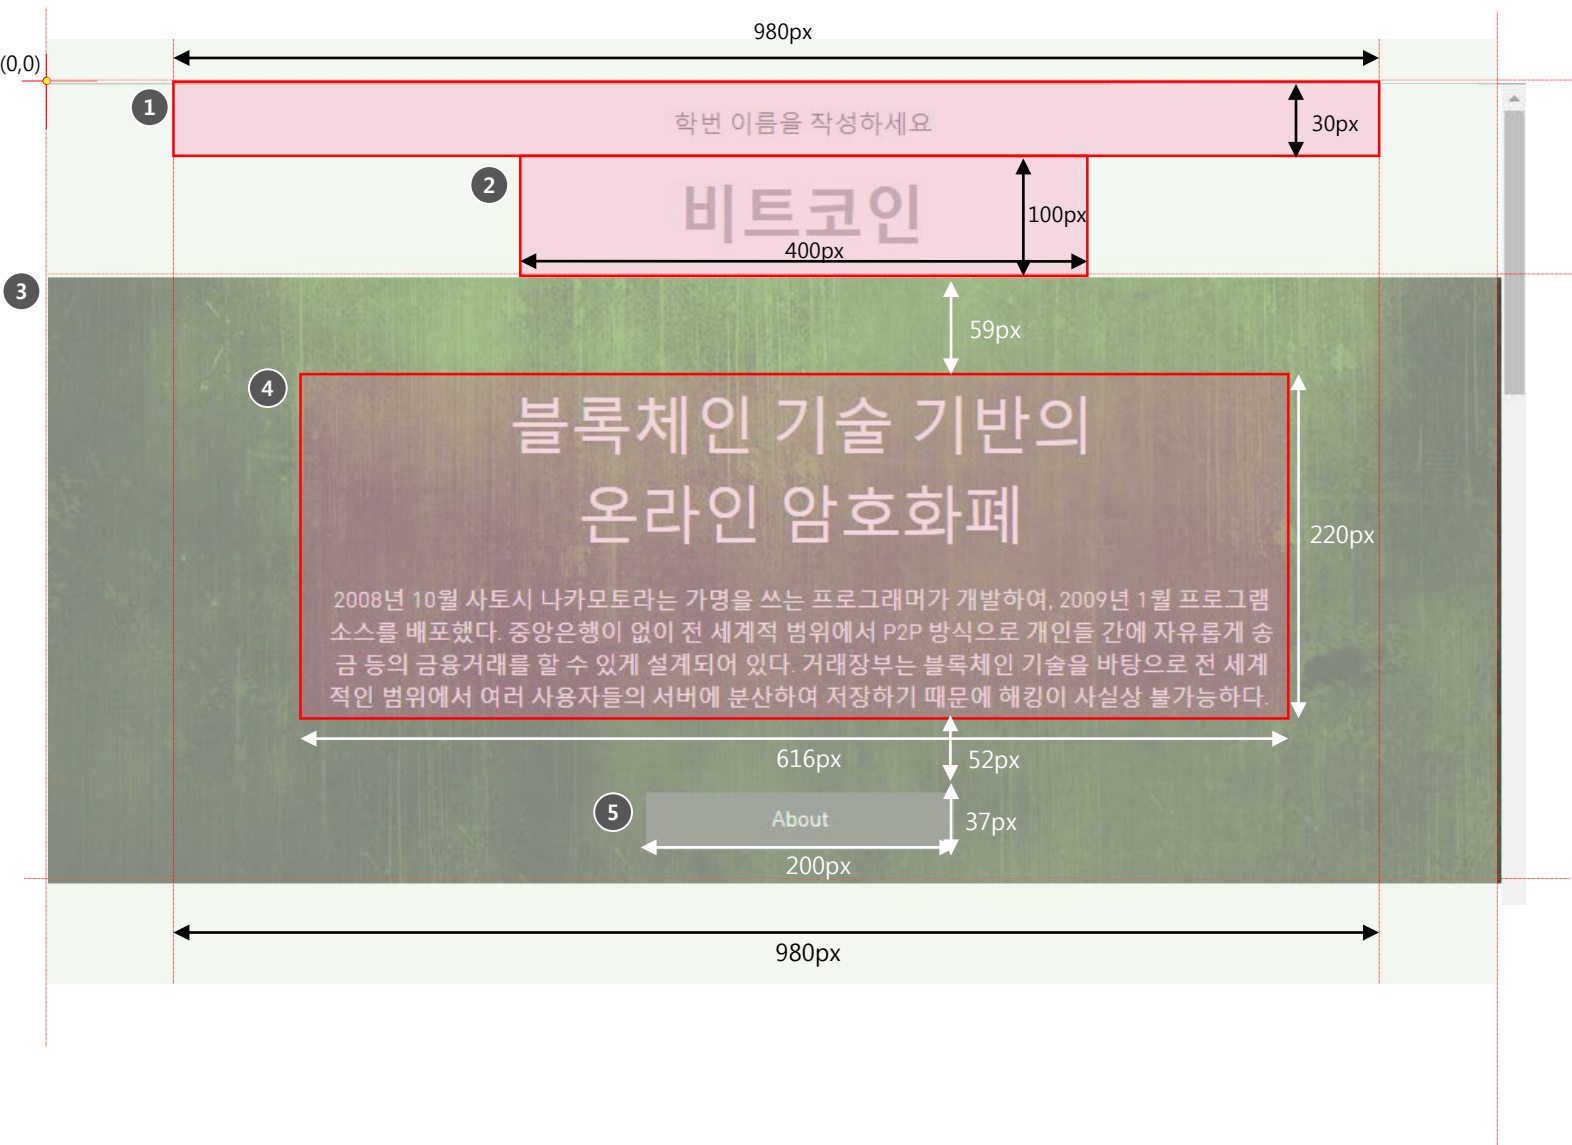 980px
(0,0)
1
학번 이름을 작성하세요
30px
2
비트코인
100px
400px
3
59px
4
블록체인 기술 기반의
온라인 암호화폐
220px
2008년 10월 사토시 나카모토라는 가명을 쓰는 프로그래머가 개발하여, 2009년 1월 프로그램
소스를 배포했다. 중앙은행이 없이 전 세계적 범위에서 P2P 방식으로 개인들 간에 자유롭게 송
금 등의 금융거래를 할 수 있게 설계되어 있다. 거래장부는 블록체인 기술을 바탕으로 전 세계
적인 범위에서 여러 사용자들의 서버에 분산하여 저장하기 때문에 해킹이 사실상 불가능하다.
616px
52px
5
About
37px
200px
980px